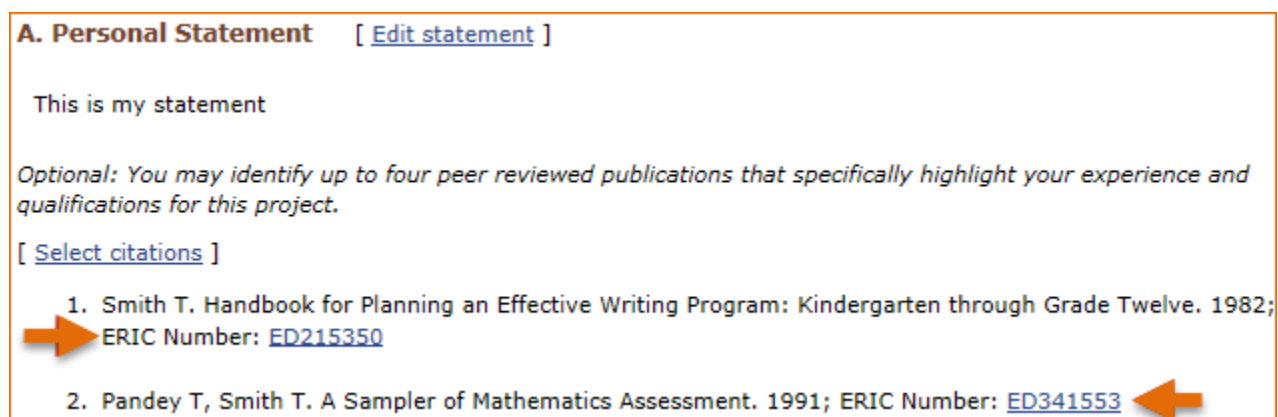 A. Personal Statement [ Edit statement ]
This is my statement
Optional: You may identify up to four peer reviewed publications that specifically highlight your experience and
qualifications for this project.
[ Select citations ]
1. Smith T. Handbook for Planning an Effective Writing Program: Kindergarten through Grade Twelve. 1982;
ERIC Number: ED215350
2. Pandey T, Smith T. A Sampler of Mathematics Assessment. 1991; ERIC Number: ED341553